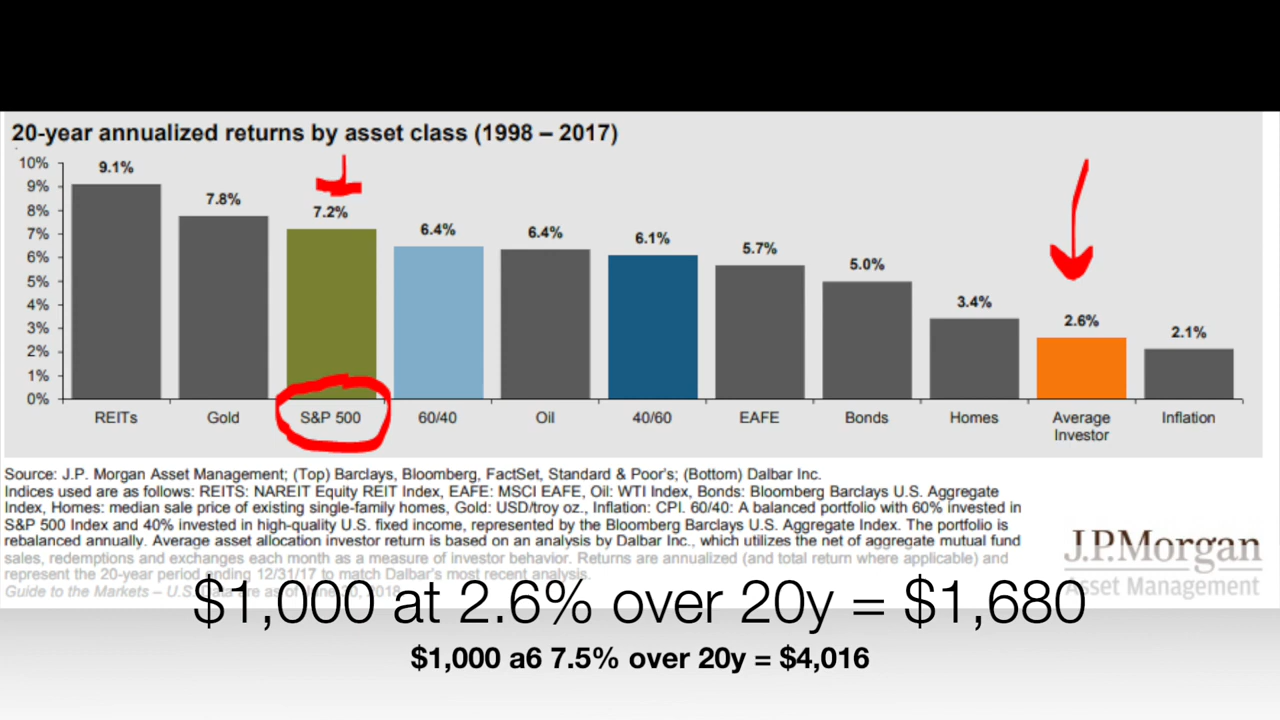 20-year annualized returns by asset class (1998 – 2017)
10%
9%
8%
7%
6%
5%
4%
3%
2%
1%
0%
9.1%
7.8%
7.2%
6.4%
6.4%
6.1%
5.7%
5.0%
3.4%
2.6%
2.1%
REITs
Gold
S&P 500
60/40
Oil
40/60
EAFE
Bonds
Homes
Average
Investor
Inflation
Source: J.P. Morgan Asset Management; (Top) Barclays, Bloomberg, FactSet, Standard & Poor's; (Bottom) Dalbar Inc.
Indices used are as follows: REITS: NAREIT Equity REIT Index, EAFE: MSCI EAFE, Oil: WTI Index, Bonds: Bloomberg Barclays U.S. Aggregate
Index, Homes: median sale price of existing single-family homes, Gold: USD/troy oz., Inflation: CPI. 60/40: A balanced portfolio with 60% invested in
S&P 500 Index and 40% invested in high-quality U.S. fixed income, represented by the Bloomberg Barclays U.S. Aggregate Index. The portfolio is
rebalanced annually. Average asset allocation investor return is based on an analysis by Dalbar Inc., which utilizes the net of aggregate mutual fund
sales, redemptions and exchanges each month as a measure of investor behavior. Returns are annualized (and total return where applicable) and
represent the 20-year period ending 12/31/17 to match Dalbar's most recent analysis.
Guide to the Markets – U.S.
J.P.Morgan
Asset Management
$1,000 at 2.6% over 20y = $1,680
$1,000 a6 7.5% over 20y = $4,016